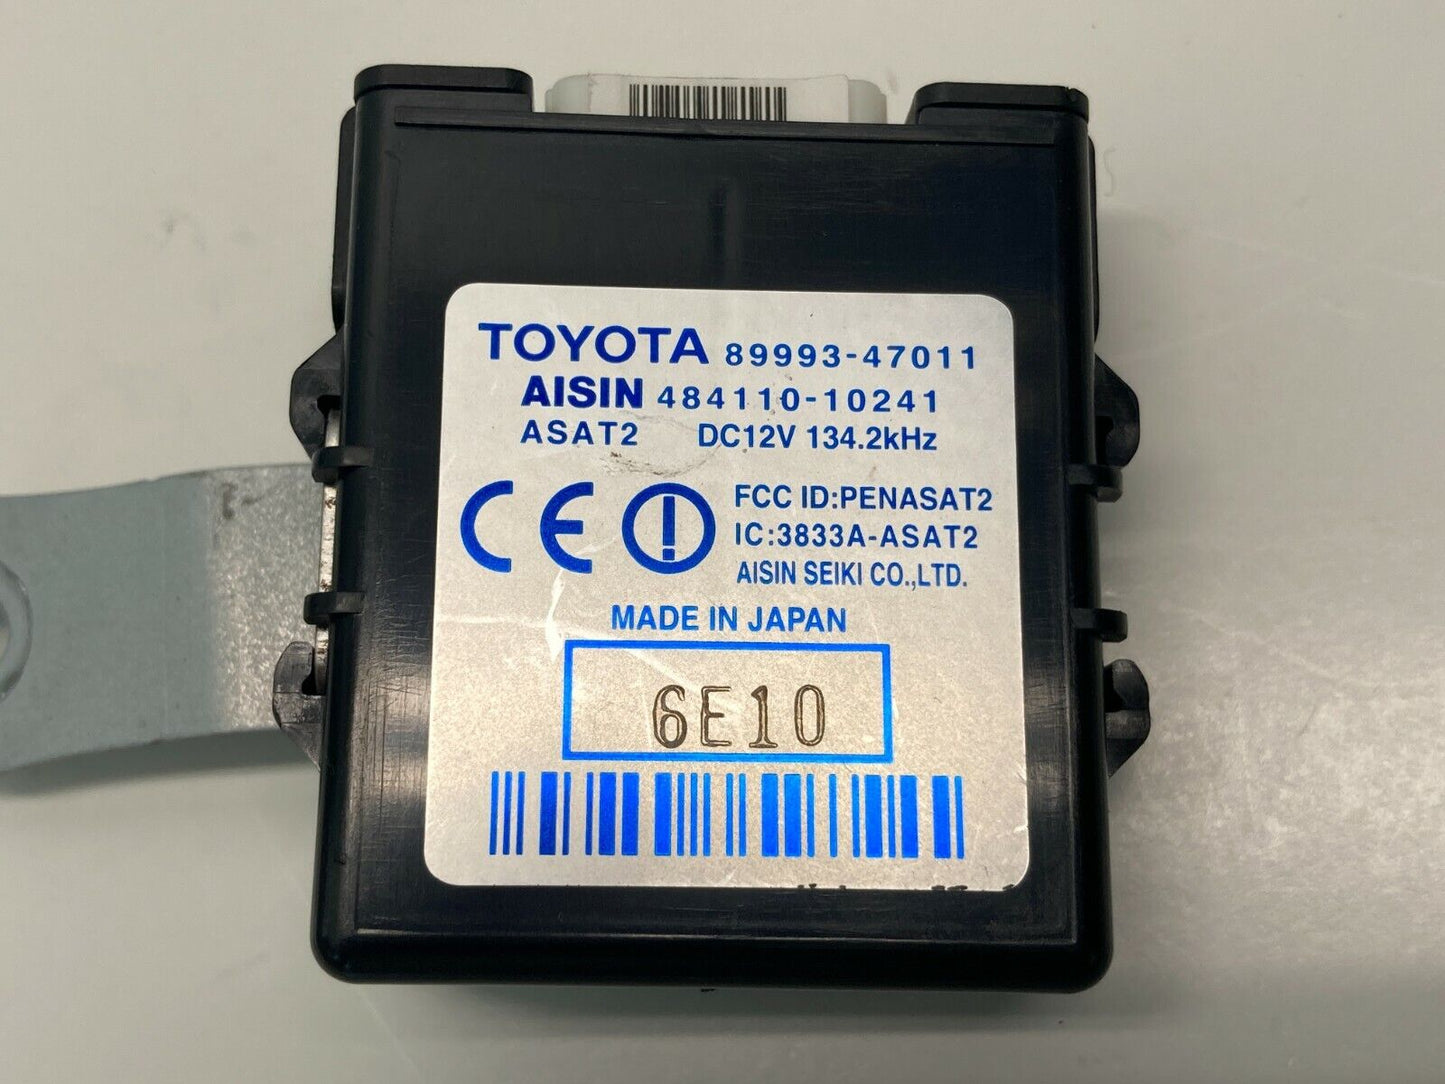 TOYOTA 89993-47011
AISIN 484110-10241
ASAT2 DC12V 134.2kHz
CE
FCC ID:PENASAT2
IC:3833A-ASAT2
AISIN SEIKI CO.,LTD.
MADE IN JAPAN
6E10